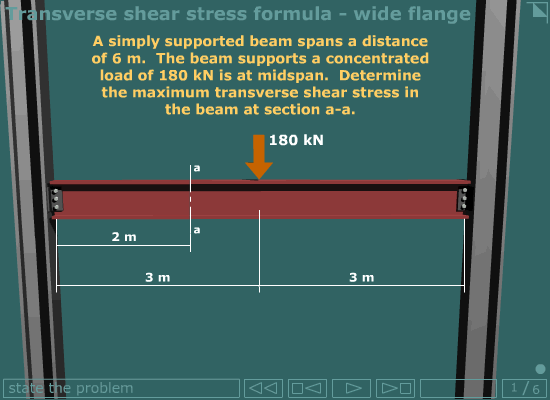 Transverse shear stress formula - wide flange
A simply supported beam spans a distance
of 6 m. The beam supports a concentrated
load of 180 kN is at midspan. Determine
the maximum transverse shear stress in
the beam at section a-a.
180 kN
a
a
2 m
3 m
3 m
state the problem
1 / 6